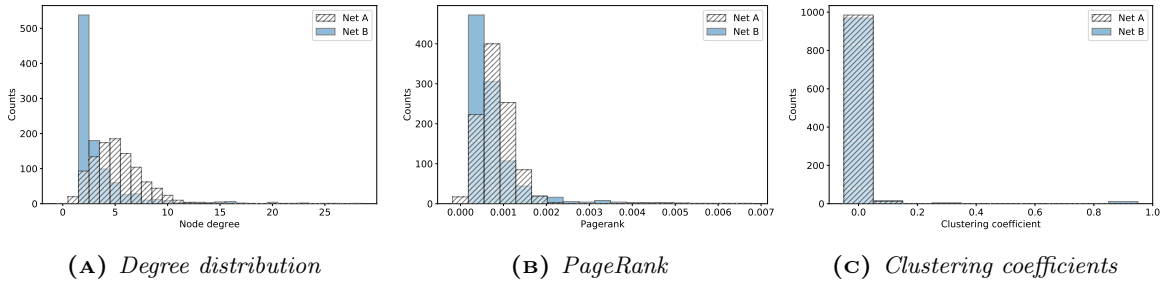 500
400
300
200
100
0
Counts
0 5 10 15 20 25
Node degree
Net A
Net B
400
300
200
100
0
Counts
0.000 0.001 0.002 0.003 0.004 0.005 0.006 0.007
Pagerank
Net A
Net B
1000
800
600
400
200
0
Counts
0.0 0.2 0.4 0.6 0.8 1.0
Clustering coefficient
Net A
Net B
(A) Degree distribution
(B) PageRank
(C) Clustering coefficients